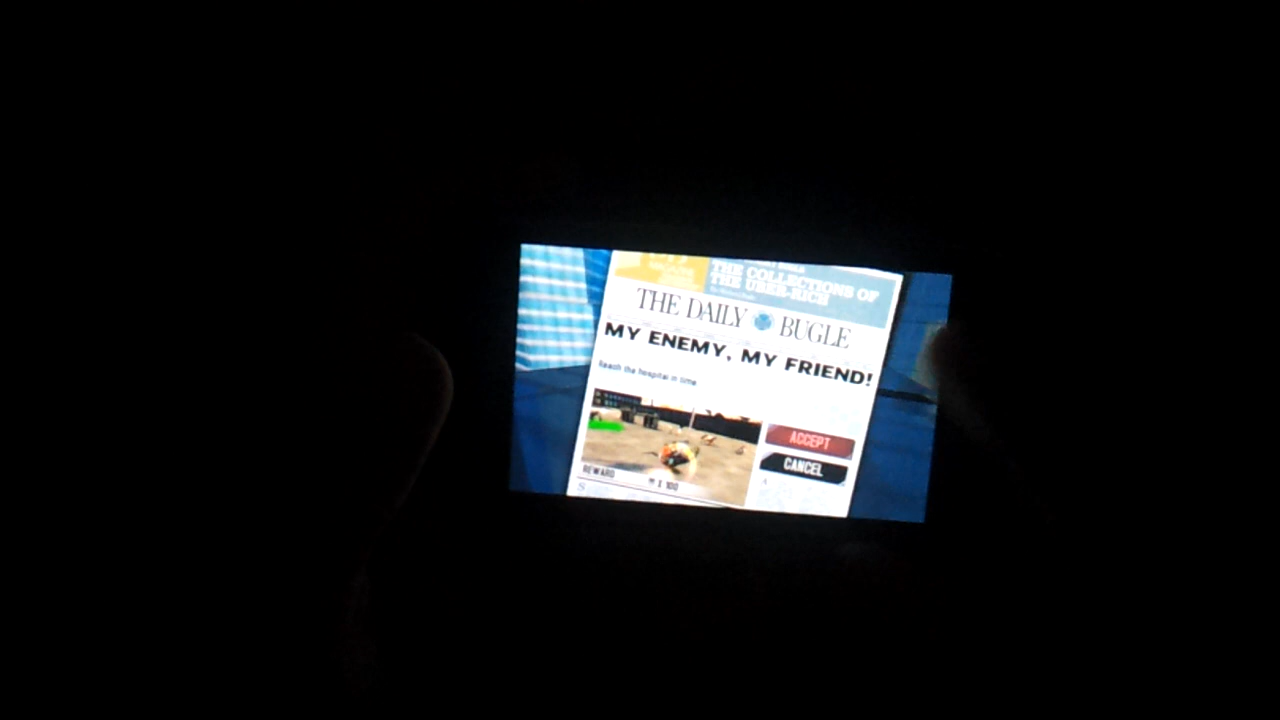 THE COLLECTIONS OF
THE UBER-RICH
THE DAILY BUGLE
MY ENEMY, MY FRIEND!
Reach the hospital in time
ACCEPT
CANCEL
REWARD
x 100